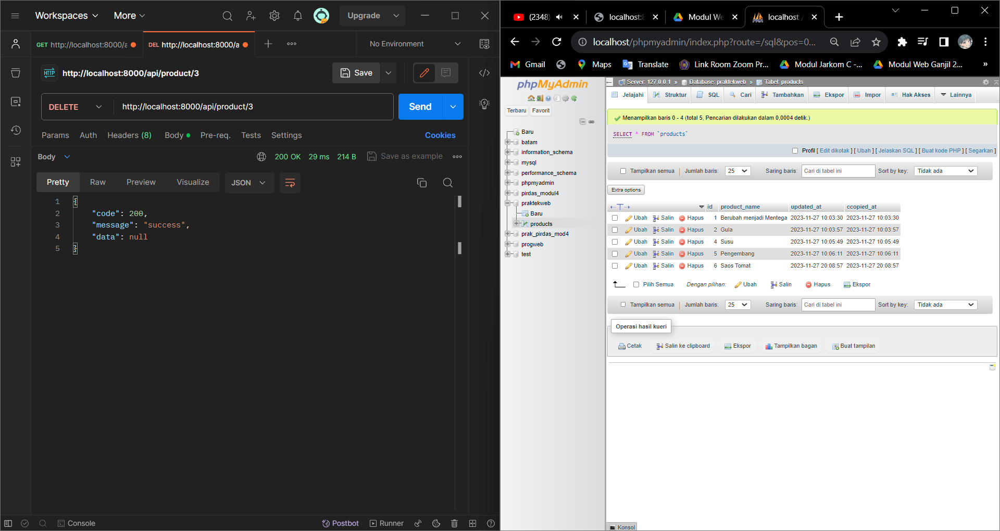 Workspaces
More
Upgrade
GET http://localhost:8000/a
DEL http://localhost:8000/a
No Environment
HTTP
http://localhost:8000/api/product/3
Save
DELETE
http://localhost:8000/api/product/3
Send
Params
Auth
Headers (8)
Body
Pre-req.
Tests
Settings
Cookies
Body
200 OK
29 ms
214 B
Save as example
Pretty
Raw
Preview
Visualize
JSON
1 {
2 "code": 200,
3 "message": "success",
4 "data": null
5 }
Console
Postbot
Runner
(2348)
localhost:8
Modul We
localhost /
localhost/phpmyadmin/index.php?route=/sql&pos=0...
Gmail
Maps
Translate
Link Room Zoom Pr...
Modul Jarkom C -...
Modul Web Ganjil 2...
»
phpMyAdmin
Terbaru
Favorit
Baru
batam
information_schema
mysql
performance_schema
phpmyadmin
pirdas_modul4
praktekweb
Baru
products
prak_pirdas_mod4
progweb
test
Server: 127.0.0.1 » Database: praktekweb » Tabel: products
Jelajahi
Struktur
SQL
Cari
Tambahkan
Ekspor
Impor
Hak Akses
Lainnya
Menampilkan baris 0 - 4 (total 5, Pencarian dilakukan dalam 0,0004 detik.)
SELECT * FROM `products`
Profil [ Edit dikotak ] [ Ubah ] [ Jelaskan SQL ] [ Buat kode PHP ] [ Segarkan ]
Tampilkan semua | Jumlah baris: 25 Saring baris: Cari di tabel ini Sort by key: Tidak ada
Extra options
id product_name updated_at ccopied_at
Ubah Salin Hapus 1 Berubah menjadi Mentega 2023-11-27 10:03:30 2023-11-27 10:03:30
Ubah Salin Hapus 2 Gula 2023-11-27 10:03:57 2023-11-27 10:03:57
Ubah Salin Hapus 4 Susu 2023-11-27 10:05:49 2023-11-27 10:05:49
Ubah Salin Hapus 5 Pengembang 2023-11-27 10:06:11 2023-11-27 10:06:11
Ubah Salin Hapus 6 Saos Tomat 2023-11-27 20:08:57 2023-11-27 20:08:57
Pilih Semua Dengan pilihan: Ubah Salin Hapus Ekspor
Tampilkan semua | Jumlah baris: 25 Saring baris: Cari di tabel ini Sort by key: Tidak ada
Operasi hasil kueri
Cetak
Salin ke clipboard
Ekspor
Tampilkan bagan
Buat tampilan
Konsol